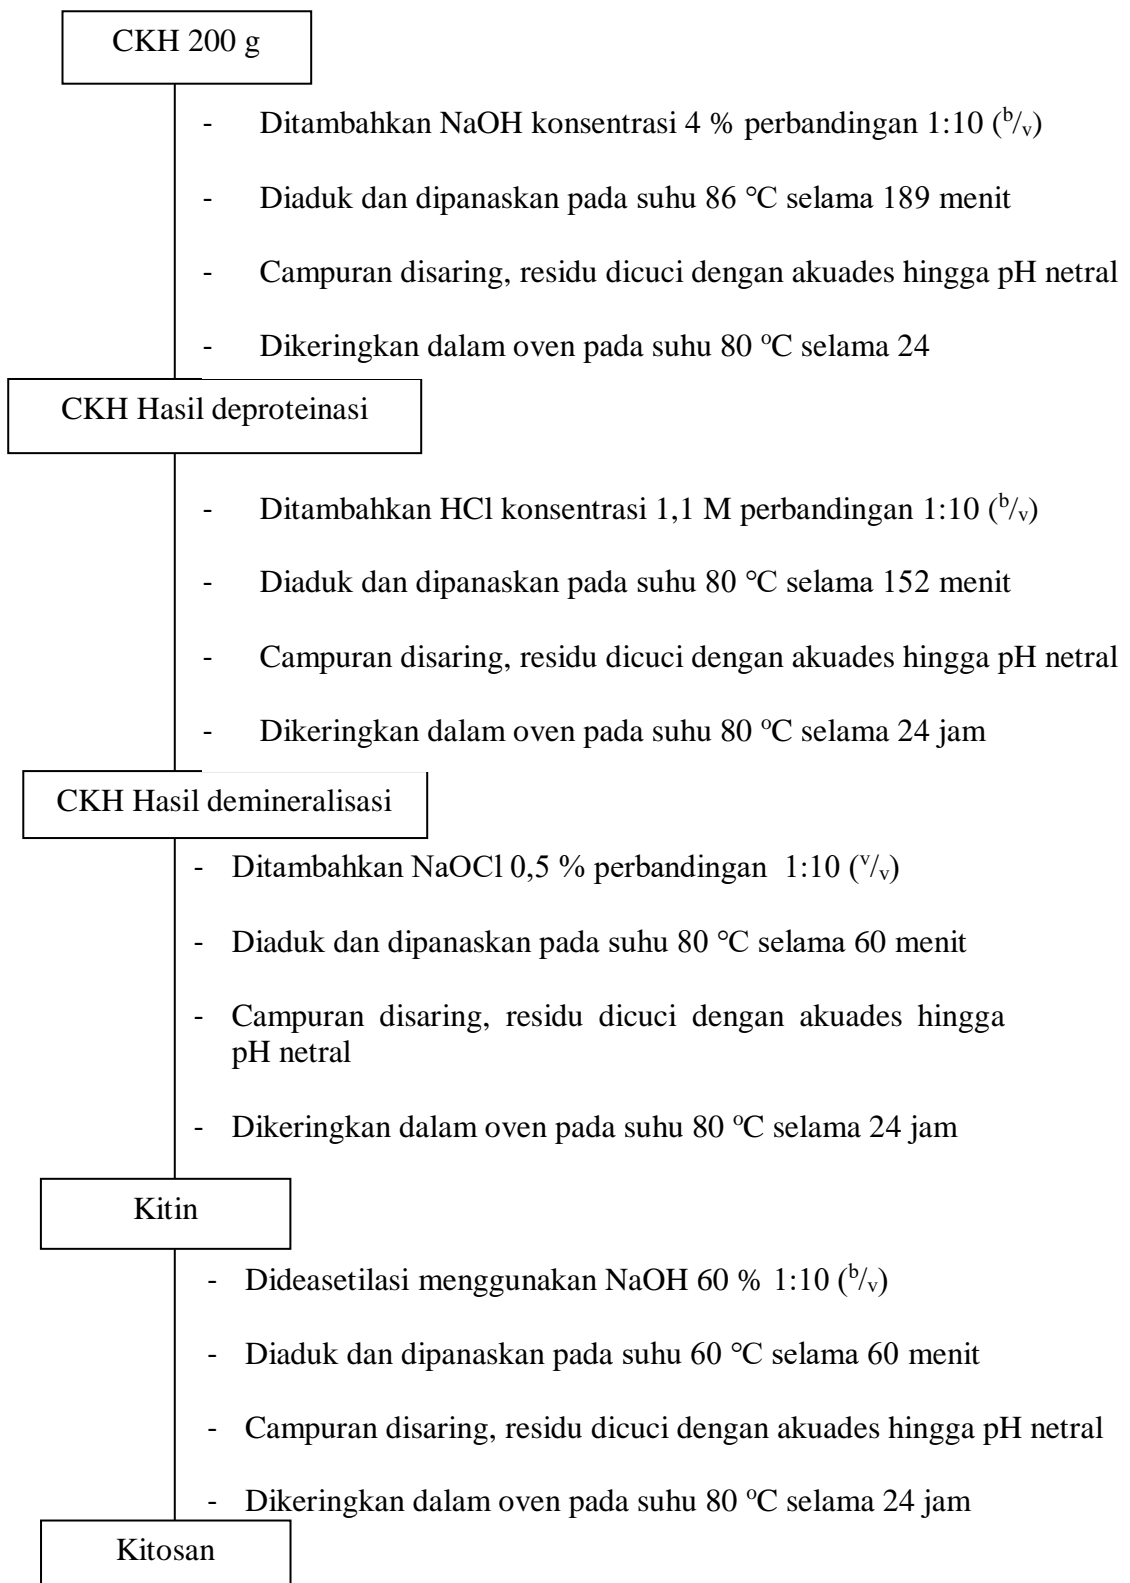 CKH 200 g
- Ditambahkan NaOH konsentrasi 4 % perbandingan 1:10 (ᵇ/ᵥ)
- Diaduk dan dipanaskan pada suhu 86 °C selama 189 menit
- Campuran disaring, residu dicuci dengan akuades hingga pH netral
- Dikeringkan dalam oven pada suhu 80 ºC selama 24
CKH Hasil deproteinasi
- Ditambahkan HCl konsentrasi 1,1 M perbandingan 1:10 (ᵇ/ᵥ)
- Diaduk dan dipanaskan pada suhu 80 °C selama 152 menit
- Campuran disaring, residu dicuci dengan akuades hingga pH netral
- Dikeringkan dalam oven pada suhu 80 ºC selama 24 jam
CKH Hasil demineralisasi
- Ditambahkan NaOCl 0,5 % perbandingan 1:10 (ᵛ/ᵥ)
- Diaduk dan dipanaskan pada suhu 80 °C selama 60 menit
- Campuran disaring, residu dicuci dengan akuades hingga
pH netral
- Dikeringkan dalam oven pada suhu 80 ºC selama 24 jam
Kitin
- Dideasetilasi menggunakan NaOH 60 % 1:10 (ᵇ/ᵥ)
- Diaduk dan dipanaskan pada suhu 60 °C selama 60 menit
- Campuran disaring, residu dicuci dengan akuades hingga pH netral
- Dikeringkan dalam oven pada suhu 80 ºC selama 24 jam
Kitosan